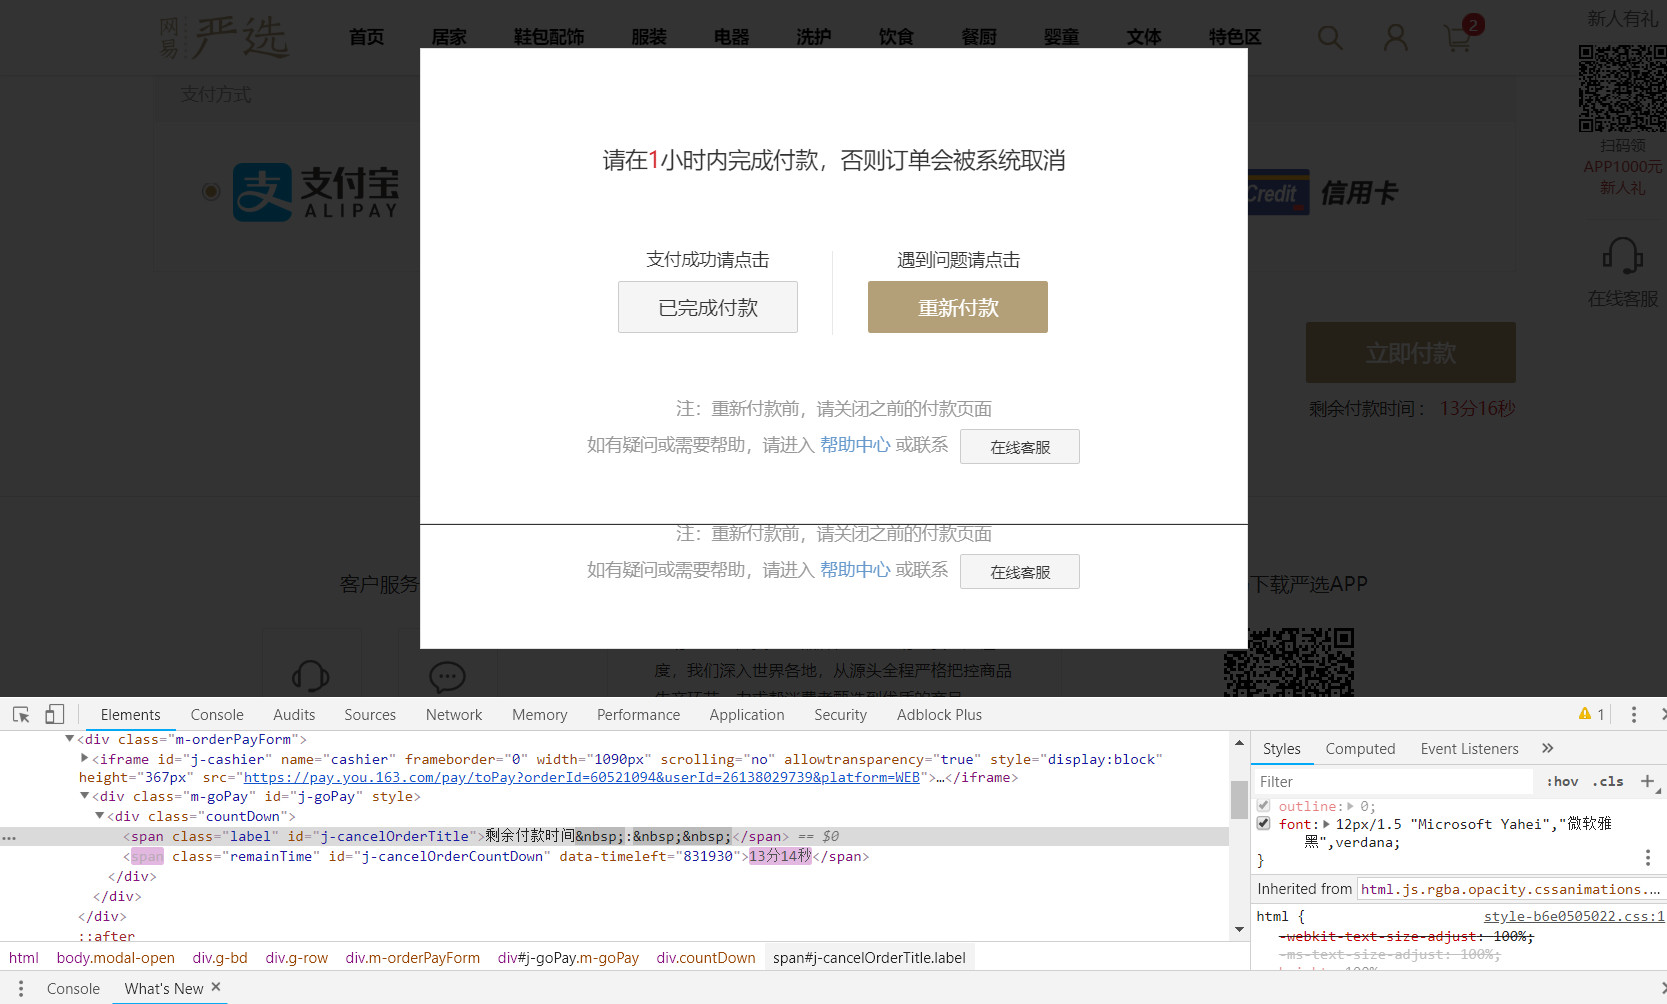 网易严选
首页 居家 鞋包配饰 服装 电器 洗护 饮食 餐厨 婴童 文体 特色区
2
新人有礼
支付方式
扫码领
APP1000元
新人礼
在线客服
支付宝
ALIPAY
Credit 信用卡
请在1小时内完成付款，否则订单会被系统取消
支付成功请点击 遇到问题请点击
已完成付款 重新付款
立即付款
剩余付款时间： 13分16秒
注：重新付款前，请关闭之前的付款页面
如有疑问或需要帮助，请进入 帮助中心 或联系 在线客服
注：重新付款前，请关闭之前的付款页面
如有疑问或需要帮助，请进入 帮助中心 或联系 在线客服
客户服务
下载严选APP
度，我们深入世界各地，从源头全程严格把控商品
Elements Console Audits Sources Network Memory Performance Application Security Adblock Plus 1
<div class="m-orderPayForm">
<iframe id="j-cashier" name="cashier" frameborder="0" width="1090px" scrolling="no" allowtransparency="true" style="display:block"
height="367px" src="https://pay.you.163.com/pay/toPay?orderId=60521094&userId=26138029739&platform=WEB">…</iframe>
<div class="m-goPay" id="j-goPay" style>
<div class="countDown">
<span class="label" id="j-cancelOrderTitle">剩余付款时间&nbsp;:&nbsp;&nbsp;</span> == $0
<span class="remainTime" id="j-cancelOrderCountDown" data-timeleft="831930">13分14秒</span>
</div>
</div>
</div>
::after
html body.modal-open div.g-bd div.g-row div.m-orderPayForm div#j-goPay.m-goPay div.countDown span#j-cancelOrderTitle.label
Styles Computed Event Listeners »
Filter :hov .cls +
outline: 0;
font: 12px/1.5 "Microsoft Yahei","微软雅
黑",verdana;
}
Inherited from html.js.rgba.opacity.cssanimations.…
html { style-b6e0505022.css:1
-webkit-text-size-adjust: 100%;
-ms-text-size-adjust: 100%;
height: 100%
Console What's New ×